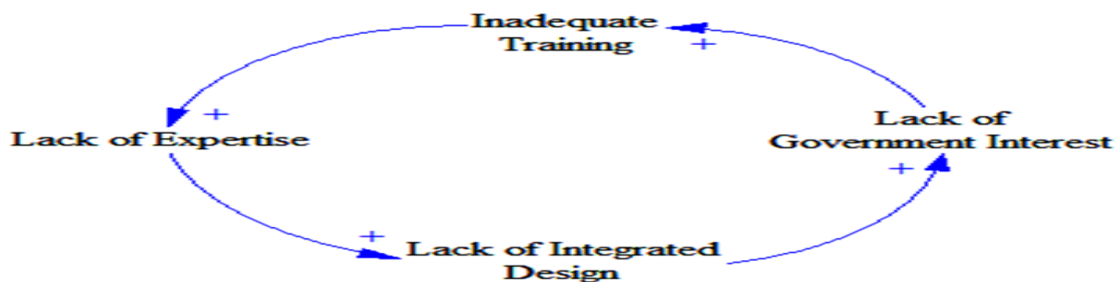 Inadequate
Training
+
+
+
Lack of Expertise
Lack of
Government Interest
+
+
Lack of Integrated
Design